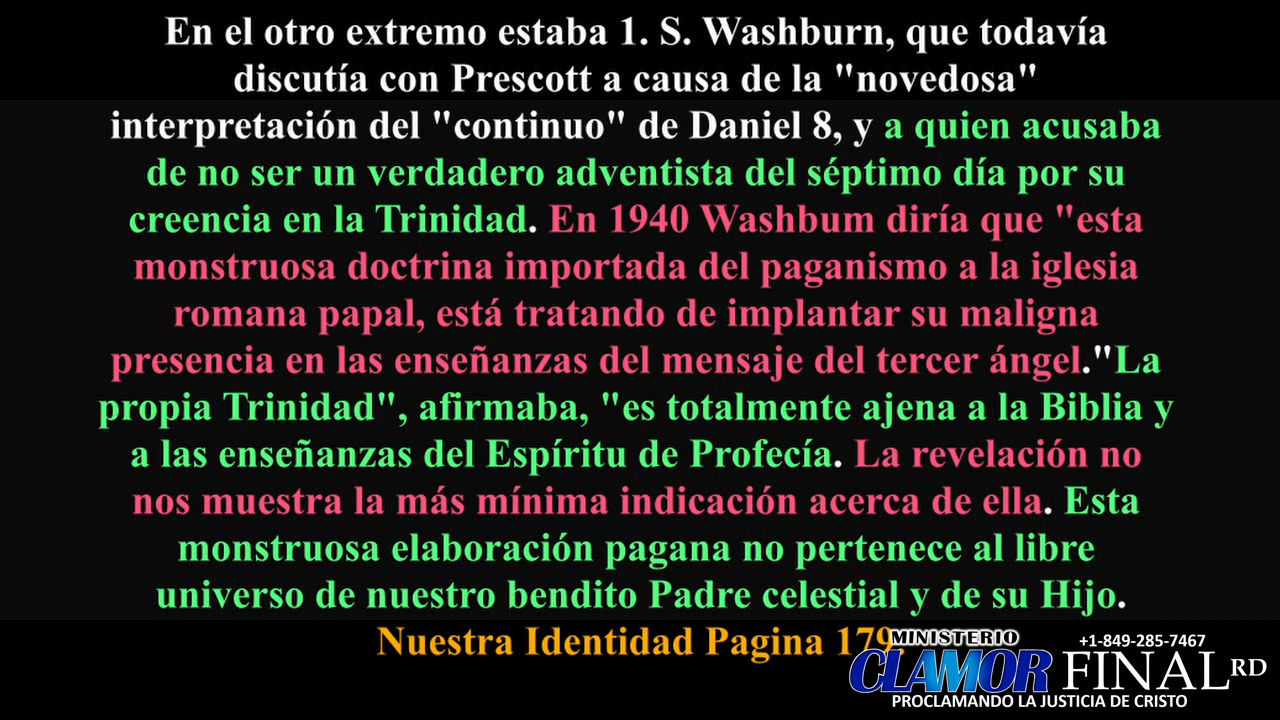 En el otro extremo estaba 1. S. Washburn, que todavía
discutía con Prescott a causa de la "novedosa"
interpretación del "continuo" de Daniel 8, y a quien acusaba
de no ser un verdadero adventista del séptimo día por su
creencia en la Trinidad. En 1940 Washbum diría que "esta
monstruosa doctrina importada del paganismo a la iglesia
romana papal, está tratando de implantar su maligna
presencia en las enseñanzas del mensaje del tercer ángel."La
propia Trinidad", afirmaba, "es totalmente ajena a la Biblia y
a las enseñanzas del Espíritu de Profecía. La revelación no
nos muestra la más mínima indicación acerca de ella. Esta
monstruosa elaboración pagana no pertenece al libre
universo de nuestro bendito Padre celestial y de su Hijo.
Nuestra Identidad Pagina 179.
MINISTERIO
+1-849-285-7467
CLAMOR FINAL RD
PROCLAMANDO LA JUSTICIA DE CRISTO